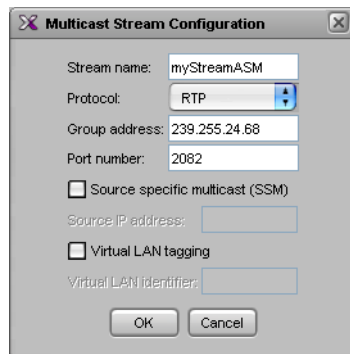 Multicast Stream Configuration
Stream name: myStreamASM
Protocol: RTP
Group address: 239.255.24.68
Port number: 2082
Source specific multicast (SSM)
Source IP address:
Virtual LAN tagging
Virtual LAN identifier:
OK Cancel